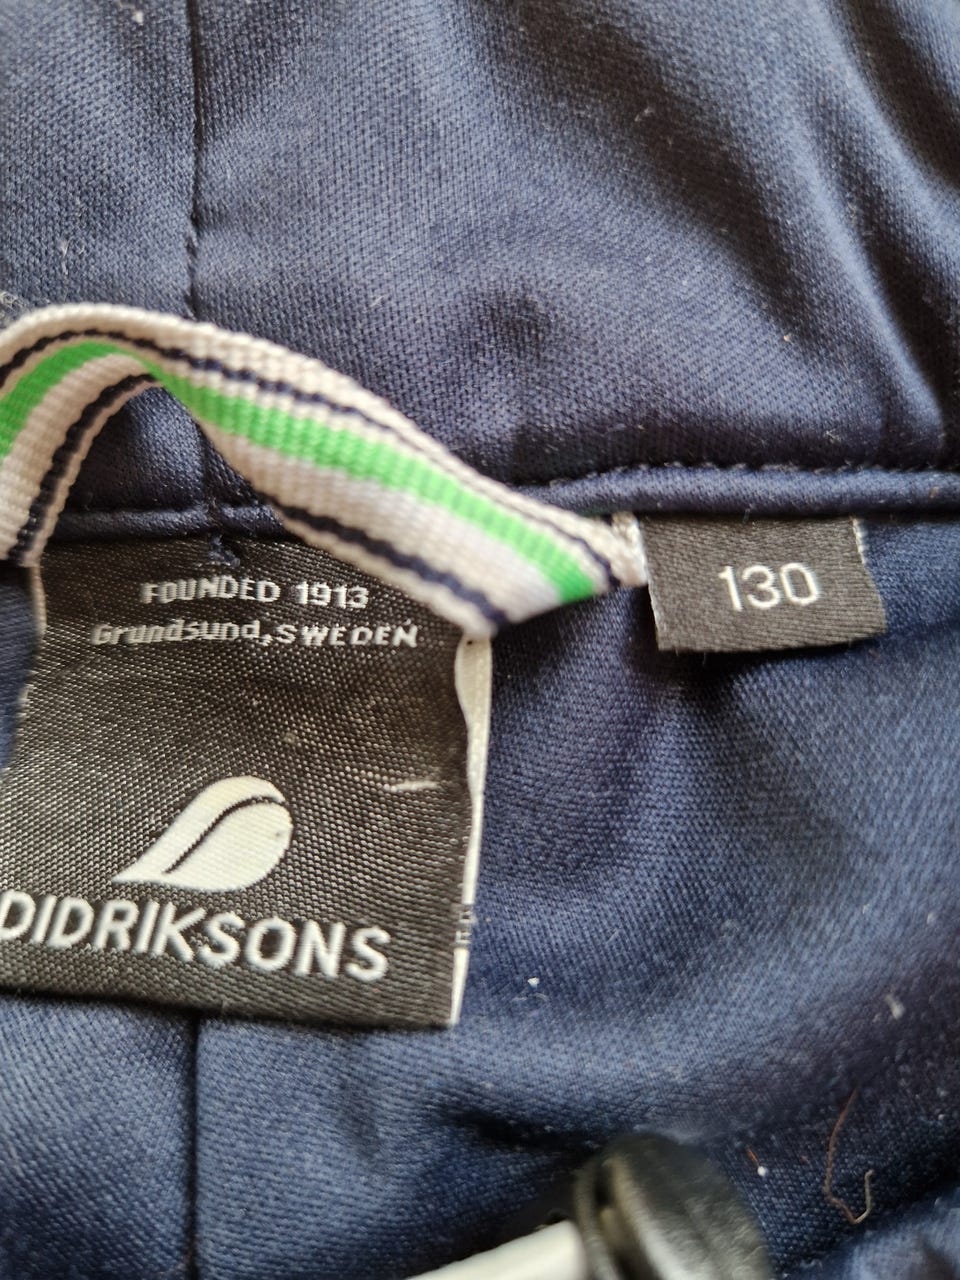 FOUNDED 1913
Grundsund, SWEDEN
DIDRIKSONS
130